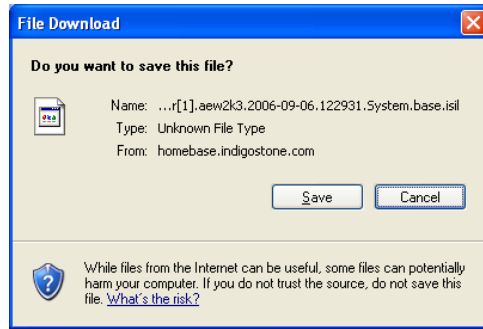 File Download
Do you want to save this file?
Name: ...r[1].aew2k3.2006-09-06.122931.System.base.isil
Type: Unknown File Type
From: homebase.indigostone.com
Save Cancel
While files from the Internet can be useful, some files can potentially
harm your computer. If you do not trust the source, do not save this
file. What's the risk?